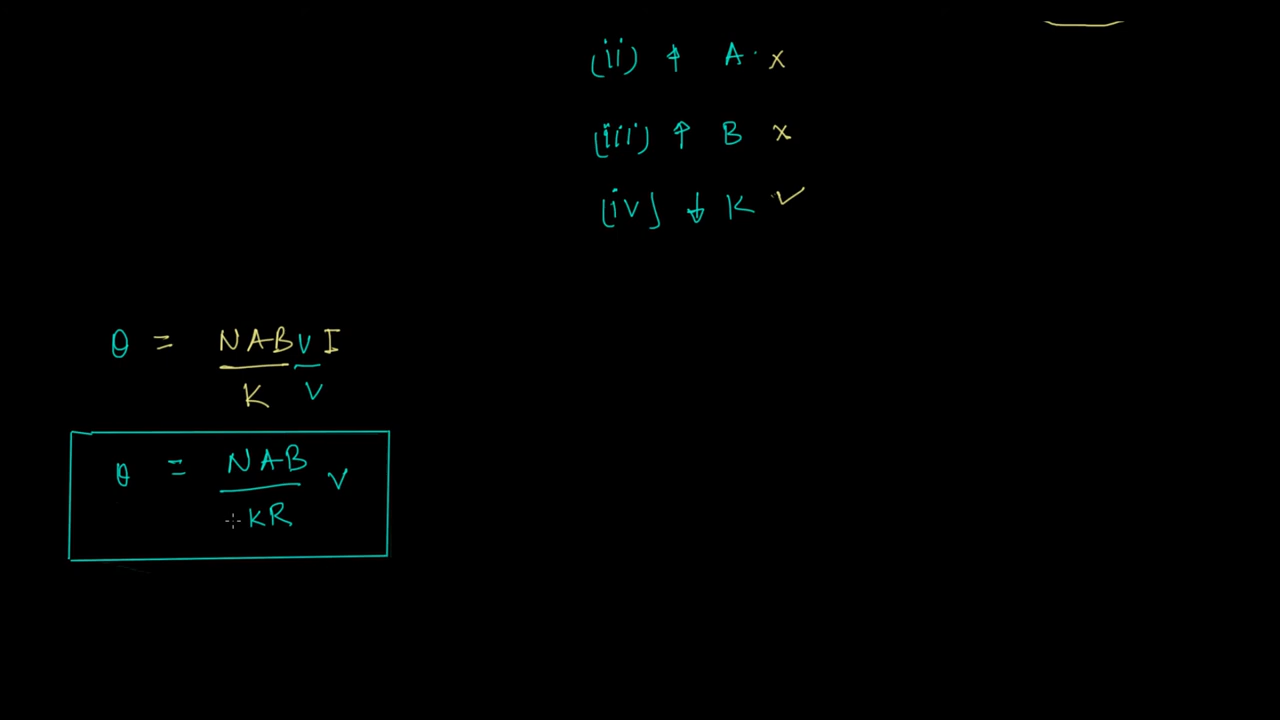 (ii) ↑ A · x
(iii) ↑ B x
(iv) ↓ K ✓
θ = NABVI
K V
θ = NAB V
KR